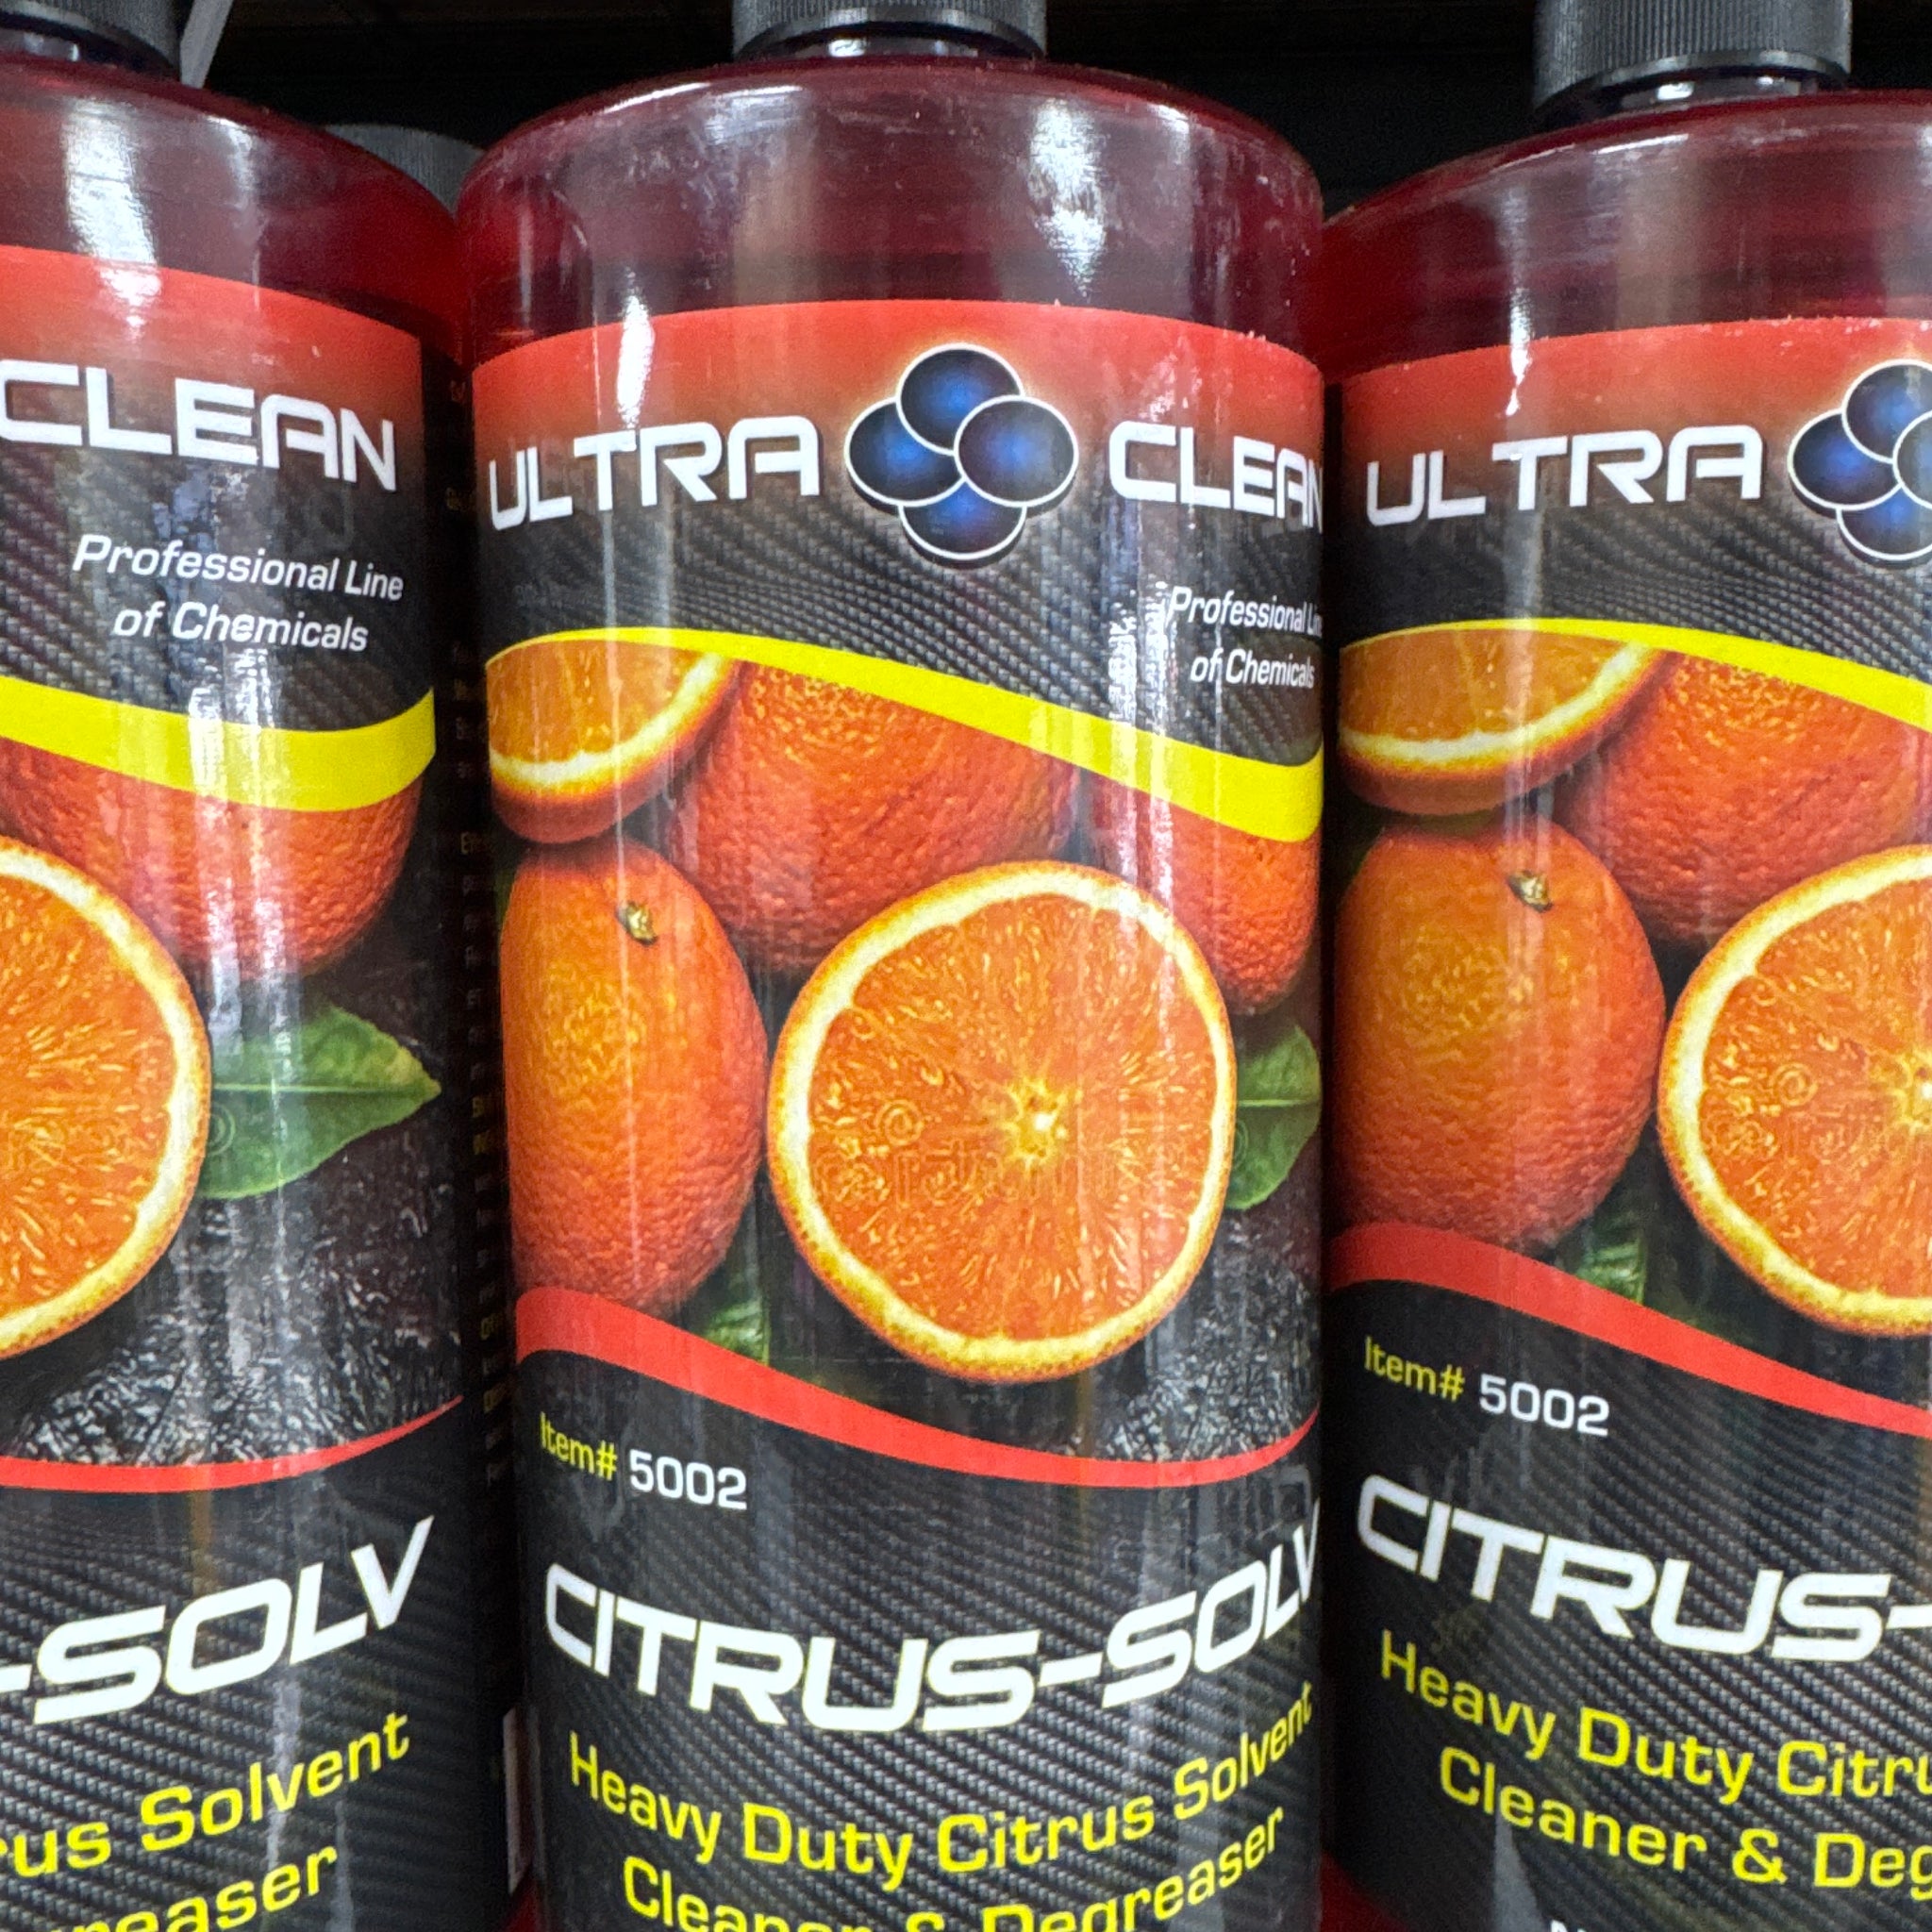 CLEAN
Professional Line
of Chemicals
-SOLV
rus Solvent
reaser
ULTRA CLEAN
Professional Line
of Chemicals
Item# 5002
CITRUS-SOLV
Heavy Duty Citrus Solvent
Cleaner & Degreaser
ULTRA
Item# 5002
CITRUS-
Heavy Duty Citru
Cleaner & Deg